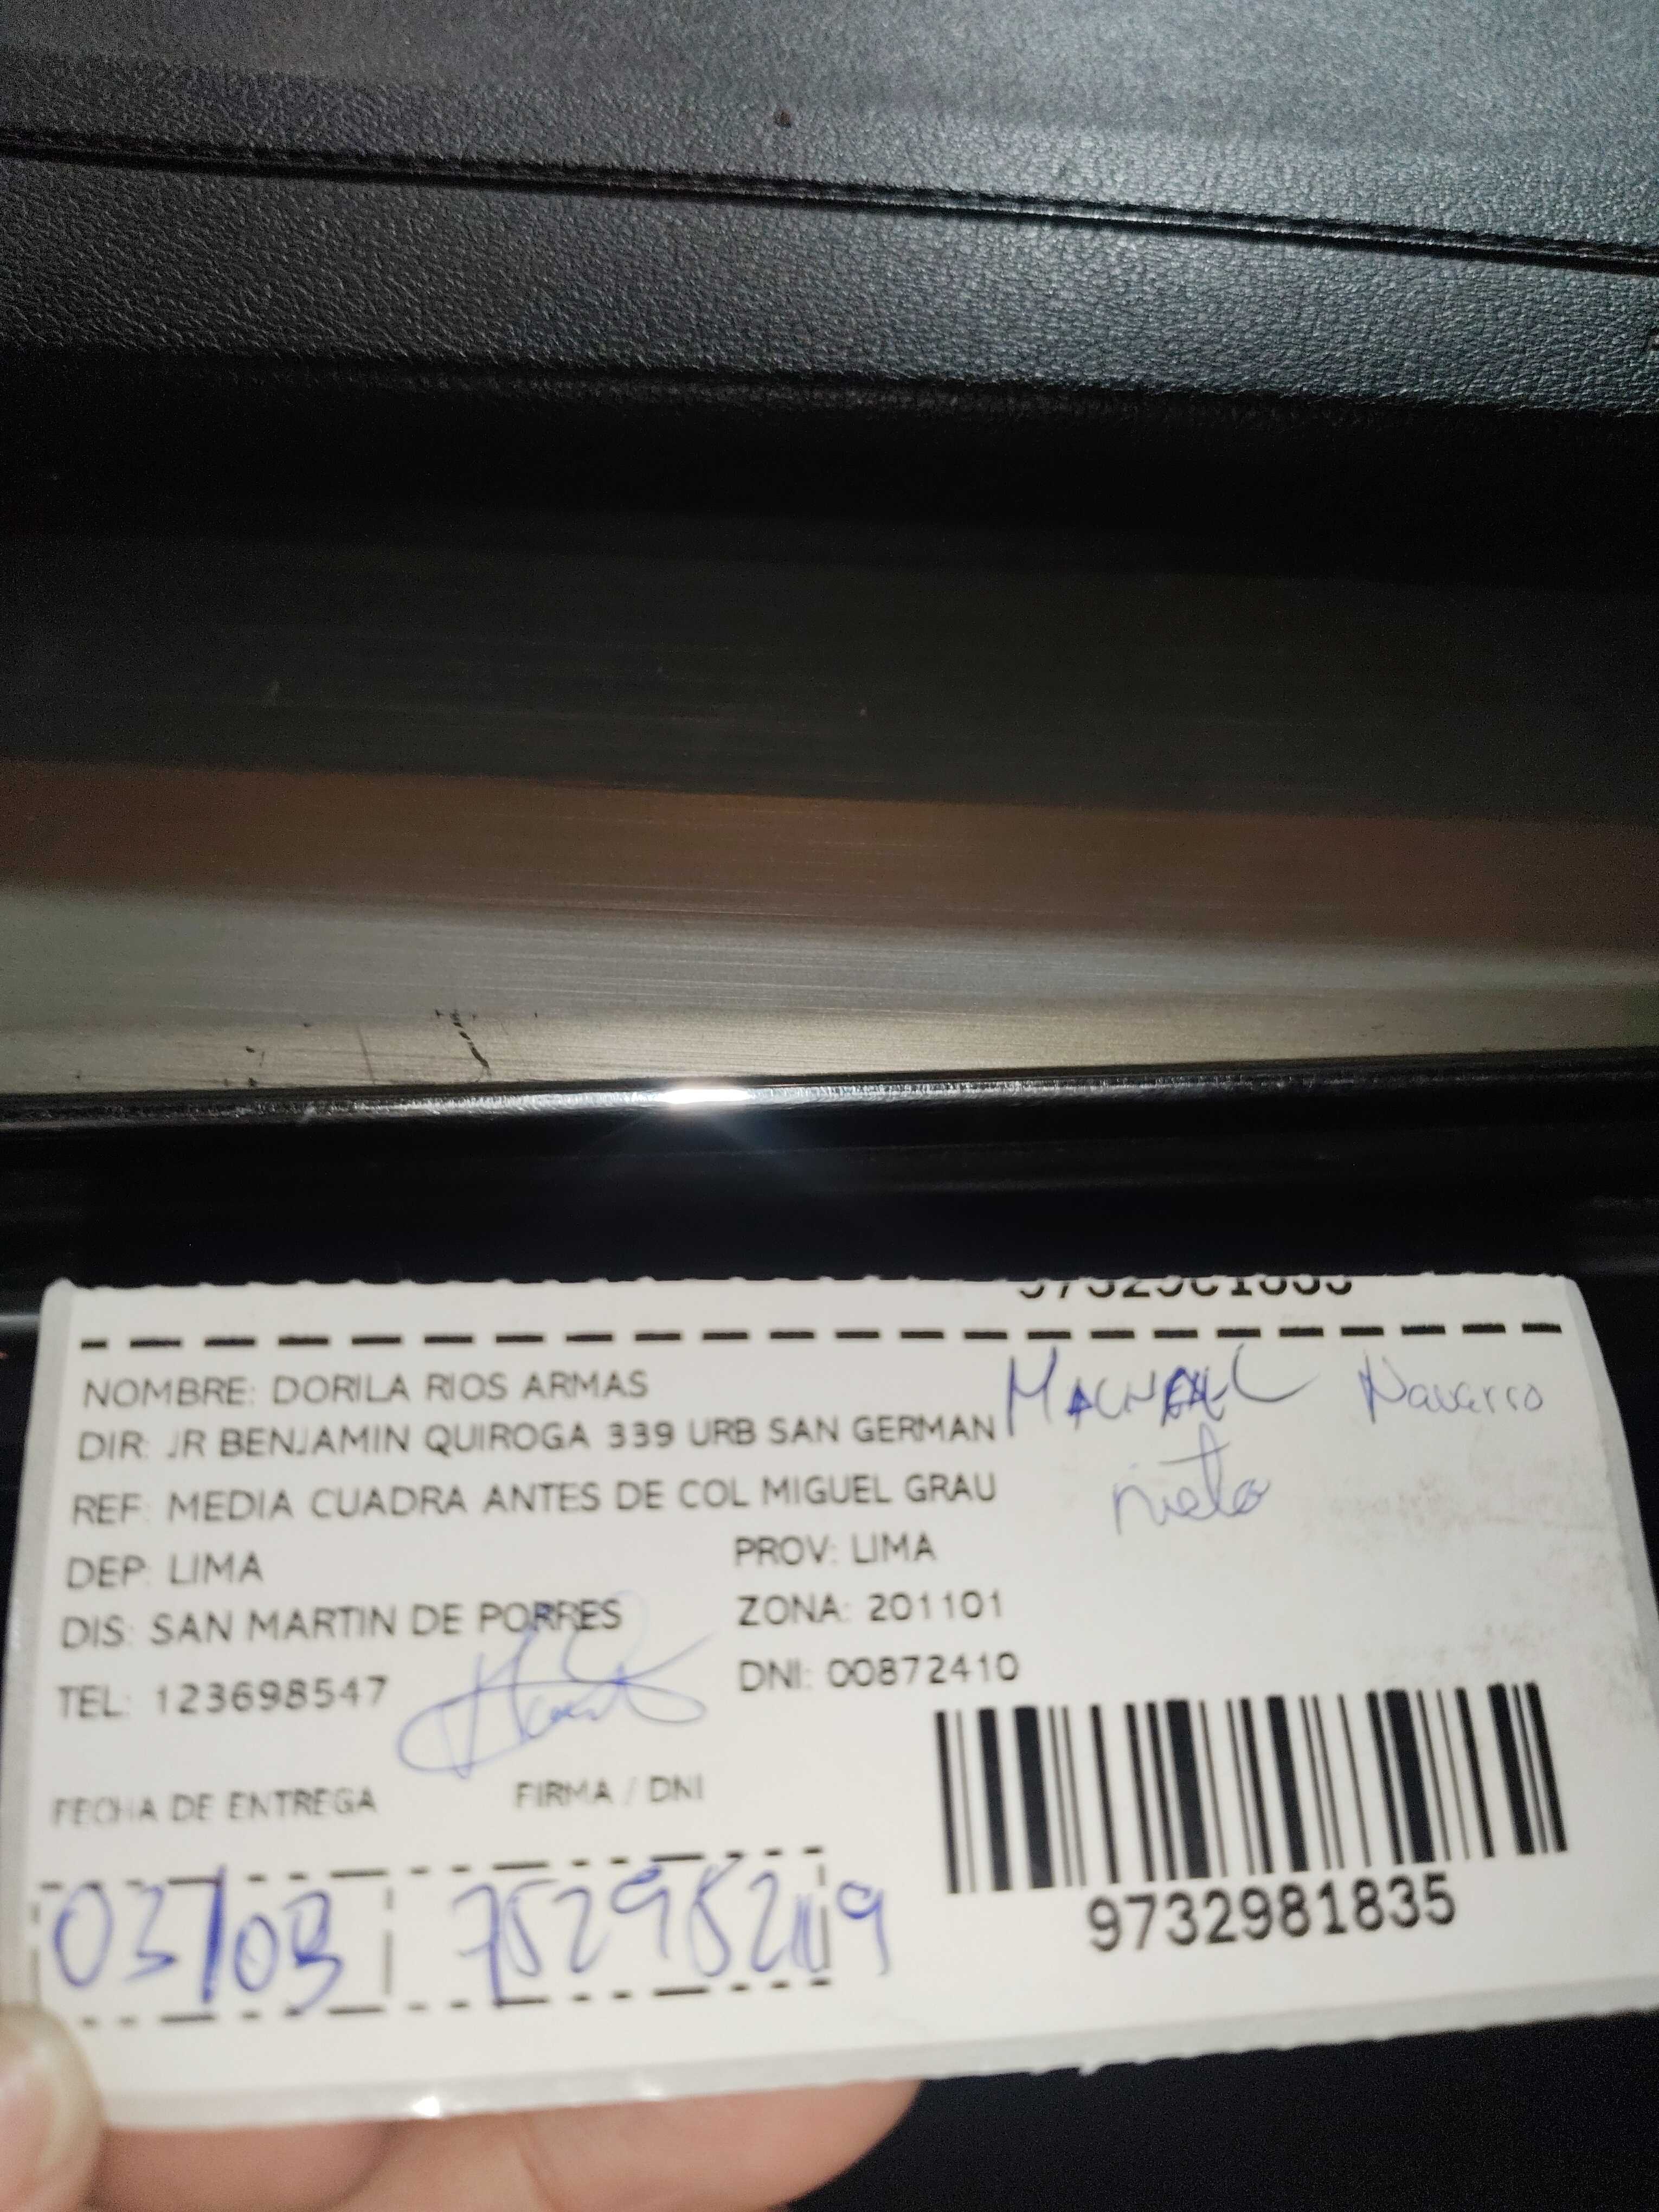 NOMBRE: DORILA RIOS ARMAS
Navarro
DIR: JR BENJAMIN QUIROGA 339 URB SAN GERMAN
nieto
REF: MEDIA CUADRA ANTES DE COL MIGUEL GRAU
DEP: LIMA PROV: LIMA
DIS: SAN MARTIN DE PORRES ZONA: 201101
TEL: 123698547 DNI: 00872410
FECHA DE ENTREGA FIRMA / DNI
03/03
9732981835